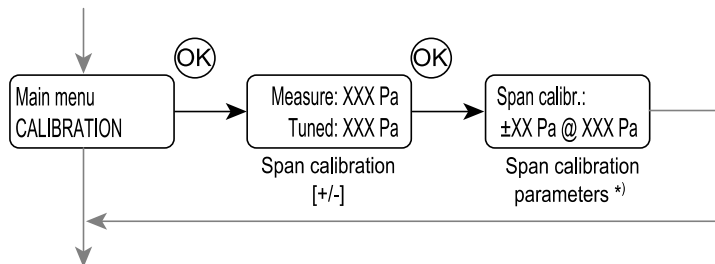 OK
OK
Main menu
CALIBRATION
Measure: XXX Pa
Tuned: XXX Pa
Span calibr.:
±XX Pa @ XXX Pa
Span calibration
[+/-]
Span calibration
parameters *)